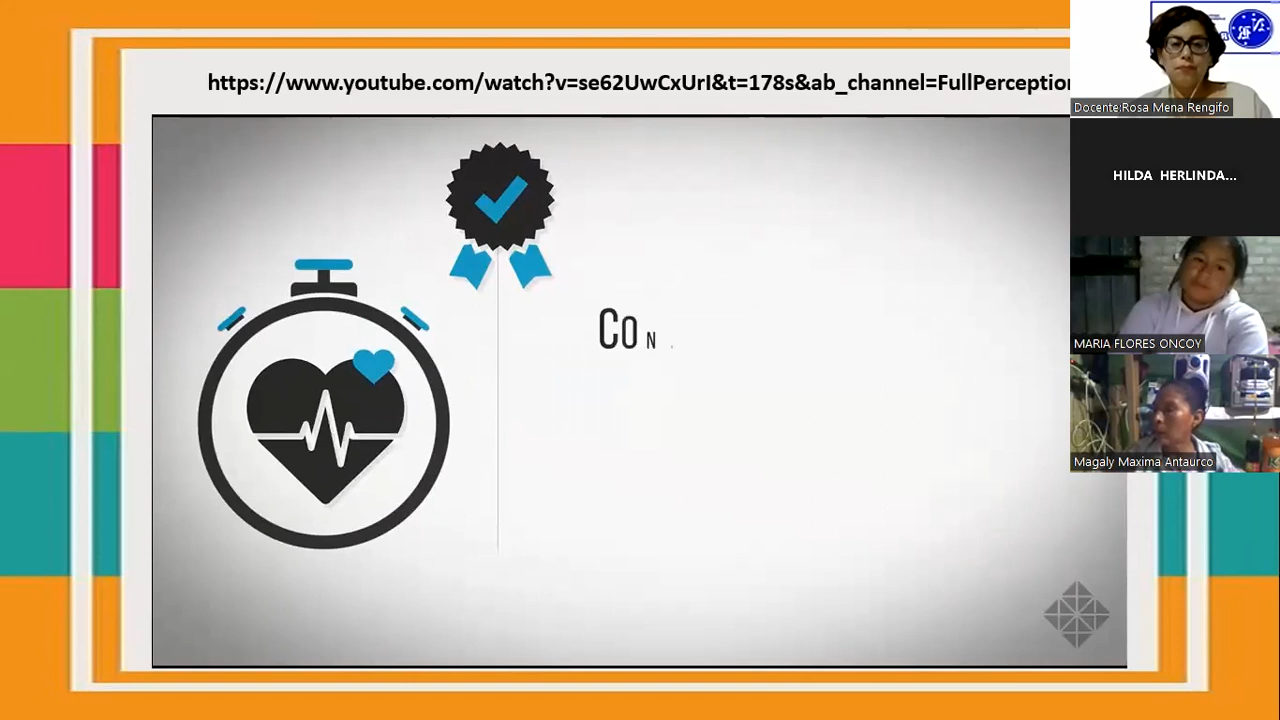 https://www.youtube.com/watch?v=se62UwCxUrI&t=178s&ab_channel=FullPerception
CON
Docente:Rosa Mena Rengifo
HILDA HERLINDA...
MARIA FLORES ONCOY
Magaly Maxima Antaurco